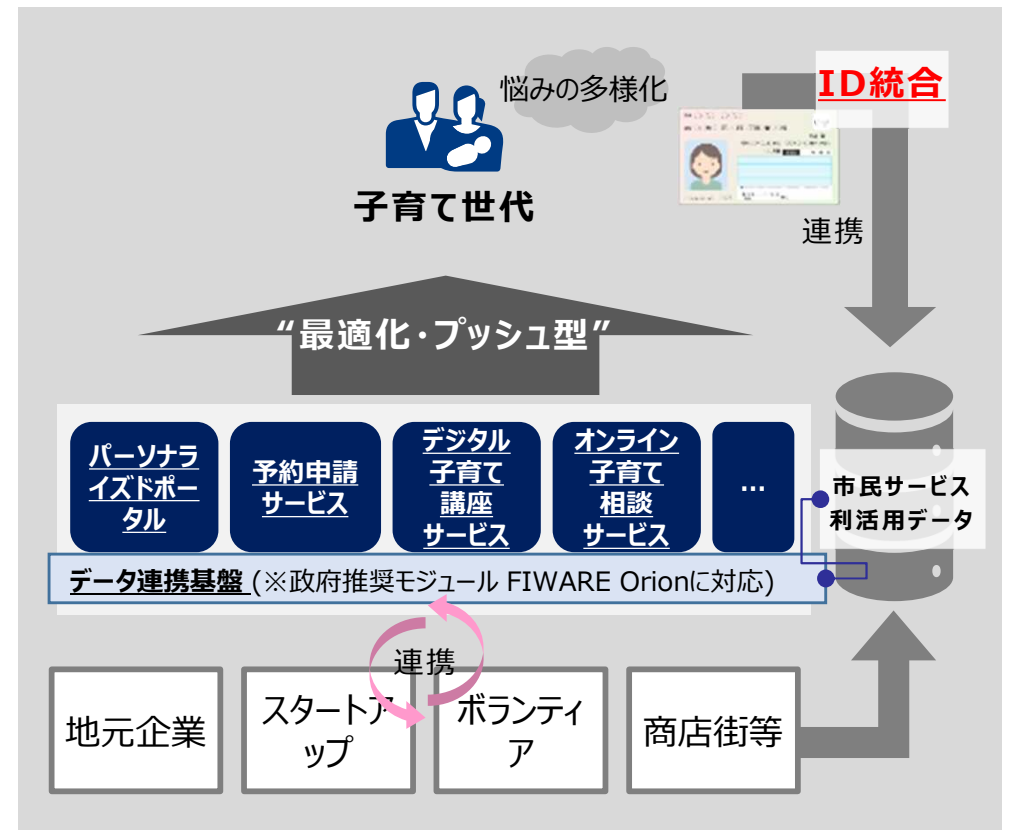 悩みの多様化
ID統合
子育て世代
連携
“最適化・プッシュ型”
パーソナラ
イズドポー
タル
予約申請
サービス
デジタル
子育て
講座
サービス
オンライン
子育て
相談
サービス
…
市民サービス
利活用データ
データ連携基盤 (※政府推奨モジュール FIWARE Orionに対応)
連携
地元企業
スタートア
ップ
ボランティ
ア
商店街等